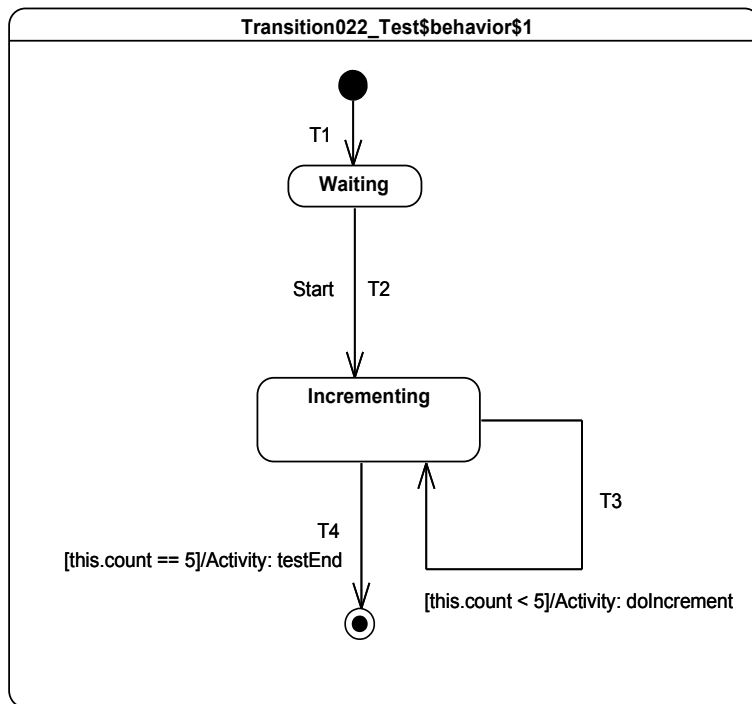 Transition022_Test$behavior$1
T1
Waiting
Start T2
Incrementing
T3
T4
[this.count == 5]/Activity: testEnd
[this.count < 5]/Activity: doIncrement